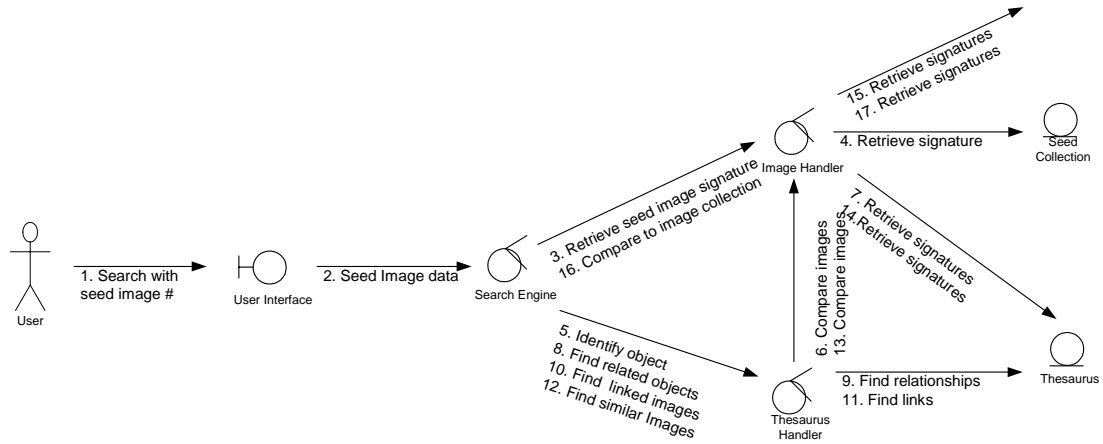 15. Retrieve signatures
17. Retrieve signatures
4. Retrieve signature
Seed
Collection
Image Handler
3. Retrieve seed image signature
16. Compare to image collection
7. Retrieve signatures
14.Retrieve signatures
1. Search with
seed image #
User
User Interface
2. Seed Image data
Search Engine
6. Compare images
13. Compare images
5. Identify object
8. Find related objects
10. Find  linked images
12. Find similar Images
Thesaurus
Handler
9. Find relationships
11. Find links
Thesaurus